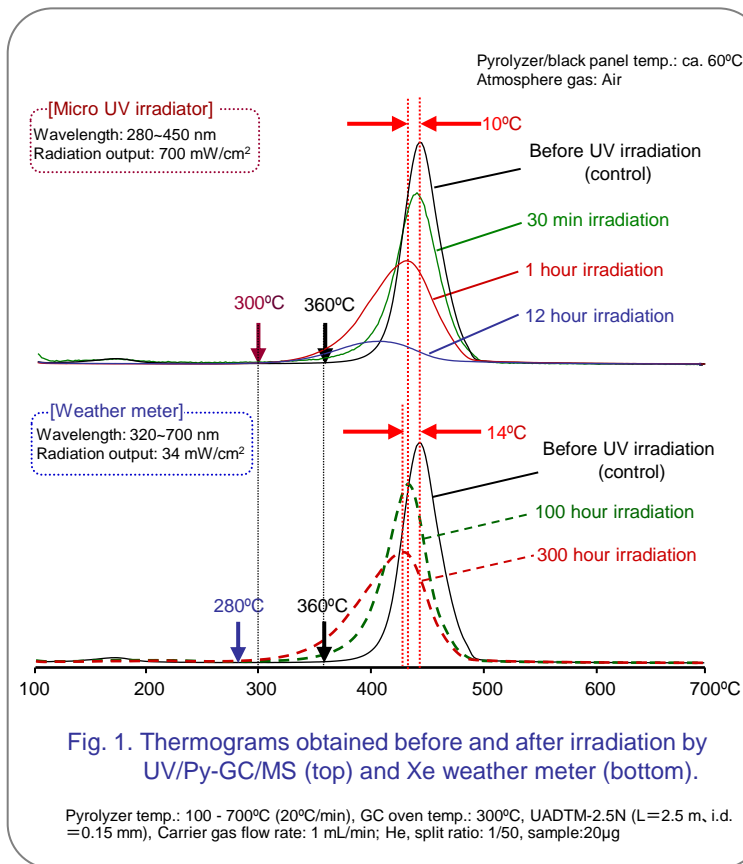 Pyrolyzer/black panel temp.: ca. 60ºC
Atmosphere gas: Air
[Micro UV irradiator]
Wavelength: 280~450 nm
Radiation output: 700 mW/cm²
10ºC
Before UV irradiation
(control)
30 min irradiation
1 hour irradiation
300ºC
360ºC
12 hour irradiation
[Weather meter]
Wavelength: 320~700 nm
Radiation output: 34 mW/cm²
14ºC
Before UV irradiation
(control)
100 hour irradiation
300 hour irradiation
280ºC
360ºC
100 200 300 400 500 600 700ºC
Fig. 1. Thermograms obtained before and after irradiation by
UV/Py-GC/MS (top) and Xe weather meter (bottom).
Pyrolyzer temp.: 100 - 700ºC (20ºC/min), GC oven temp.: 300ºC, UADTM-2.5N (L＝2.5 m、i.d.
＝0.15 mm), Carrier gas flow rate: 1 mL/min; He, split ratio: 1/50, sample:20µg